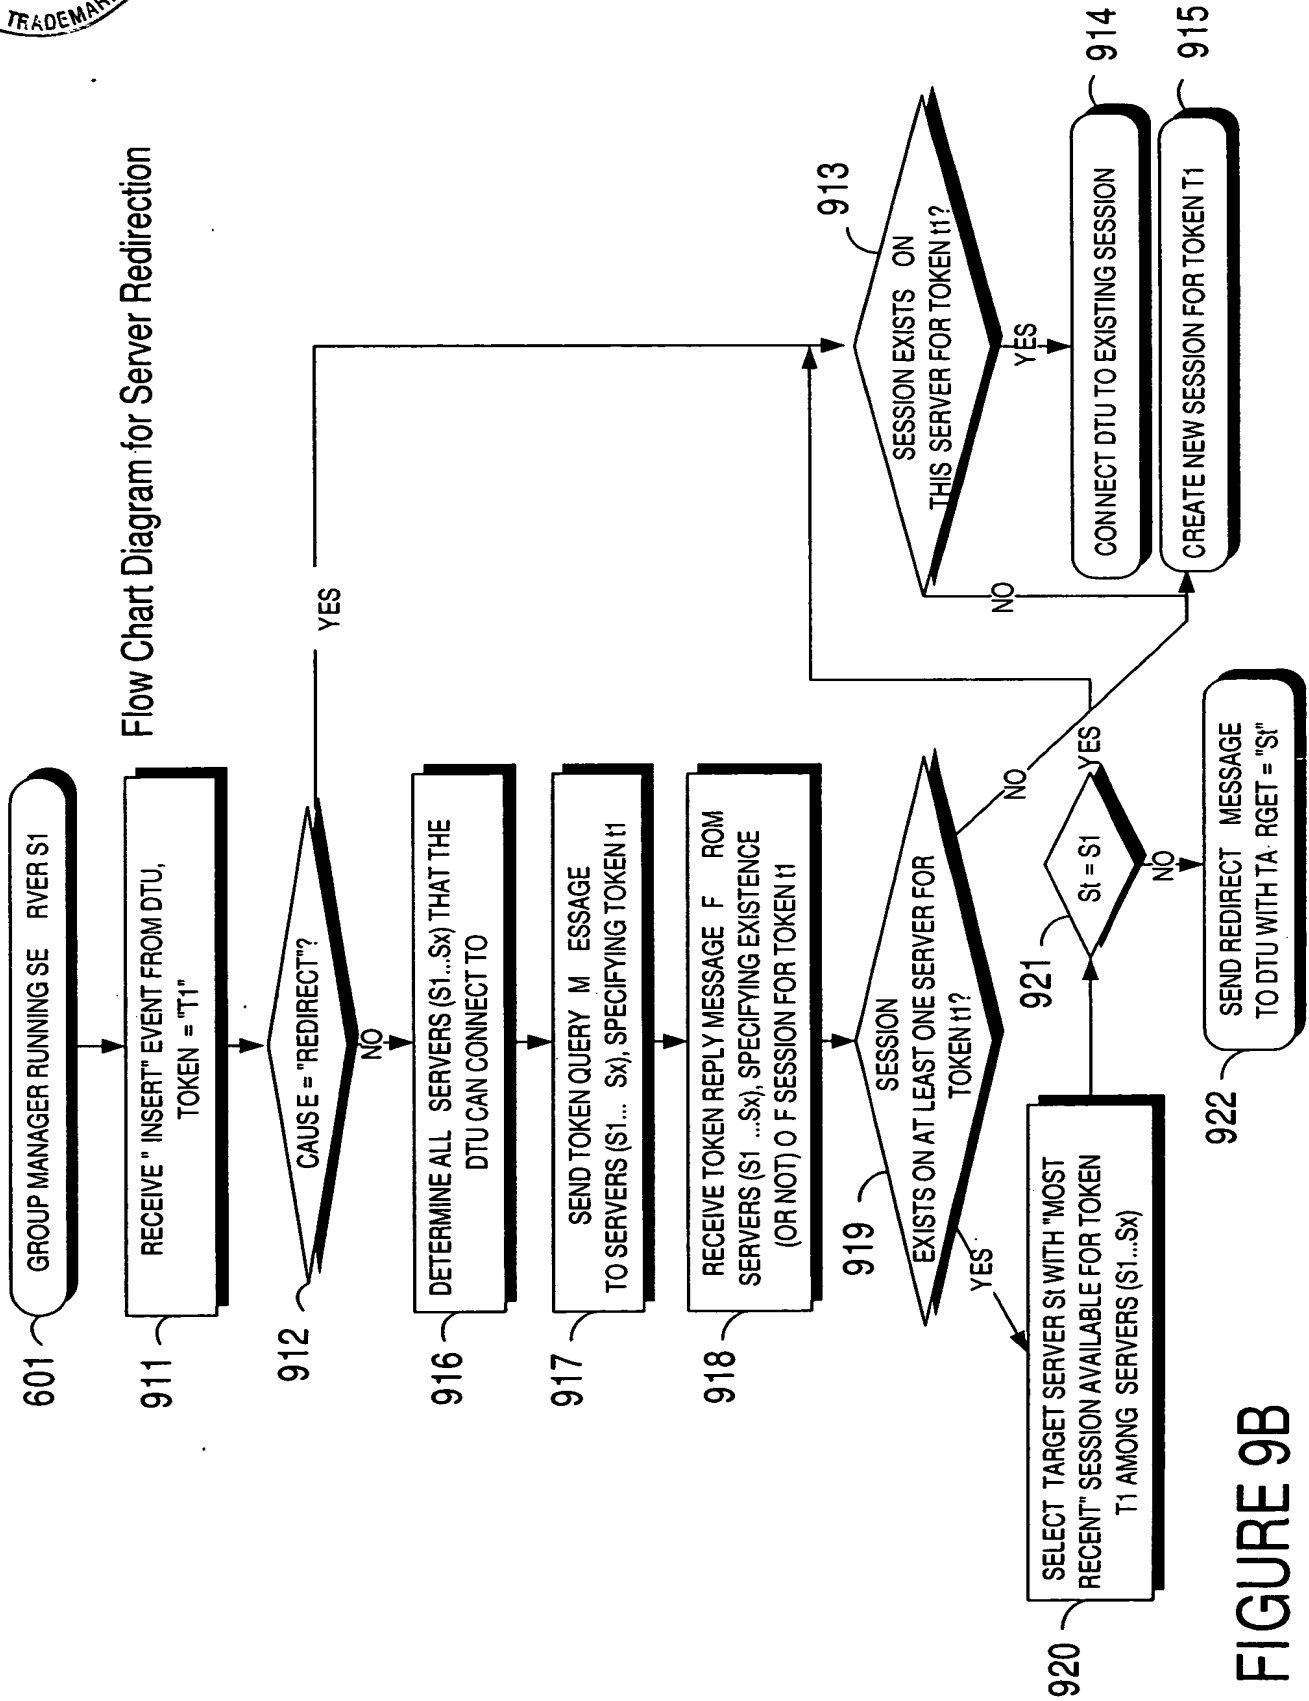 TRADEMAR
Flow Chart Diagram for Server Redirection
601
GROUP MANAGER RUNNING SE RVER S1
911
RECEIVE " INSERT" EVENT FROM DTU,
TOKEN = "T1"
912
CAUS E = "REDIRECT"?
YES
NO
916
DETERMINE ALL SERVERS (S1...Sx) THAT THE
DTU CAN CONNECT TO
917
SEND TOKEN QUERY M ESSAGE
TO SERVERS (S1... Sx), SPECIFYING TOKEN t1
918
RECEIVE TOKEN REPLY MESSAGE F ROM
SERVERS (S1 ...Sx), SPECIFYING EXISTENCE
(OR NOT) O F SESSION FOR TOKEN t1
919
SESSION
EXISTS ON AT LEAST ONE SERVER FOR
TOKEN t1?
YES
NO
913
SESSION EXISTS ON
THIS SERVER FOR TOKEN t1?
YES
NO
914
CONNECT DTU TO EXISTING SESSION
915
CREATE NEW SESSION FOR TOKEN T1
920
SELECT TARGET SERVER St WITH "MOST
RECENT" SESSION AVAILABLE FOR TOKEN
T1 AMONG SERVERS (S1...Sx)
921
St = S1
YES
NO
922
SEND REDIRECT MESSAGE
TO DTU WITH TA RGET = "St"
FIGURE 9B